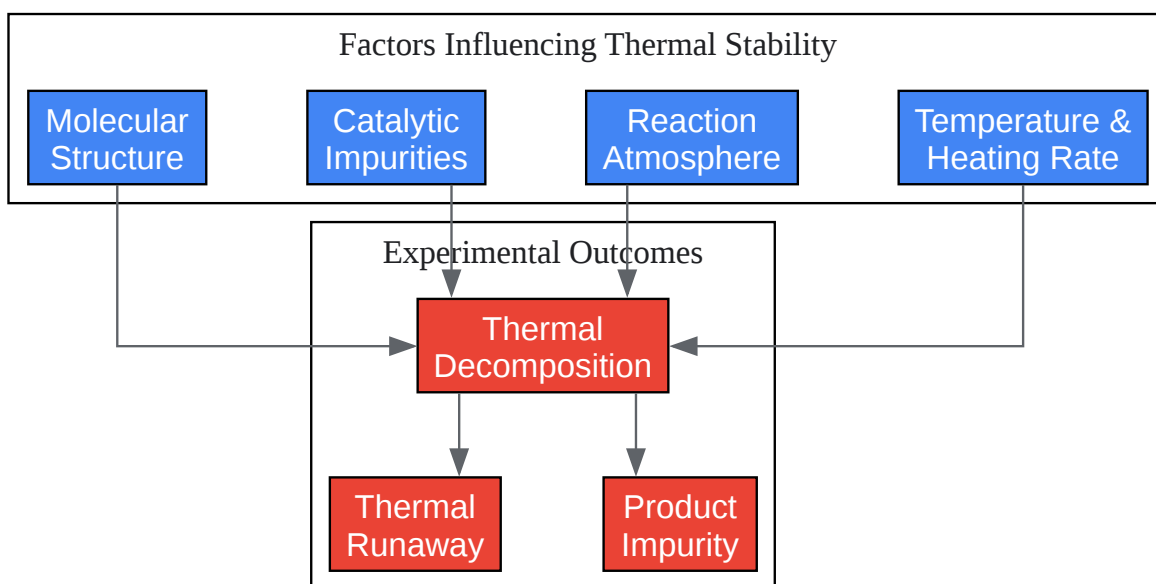 Factors Influencing Thermal Stability
Molecular
Structure
Catalytic
Impurities
Reaction
Atmosphere
Temperature &
Heating Rate
Experimental Outcomes
Thermal
Decomposition
Thermal
Runaway
Product
Impurity